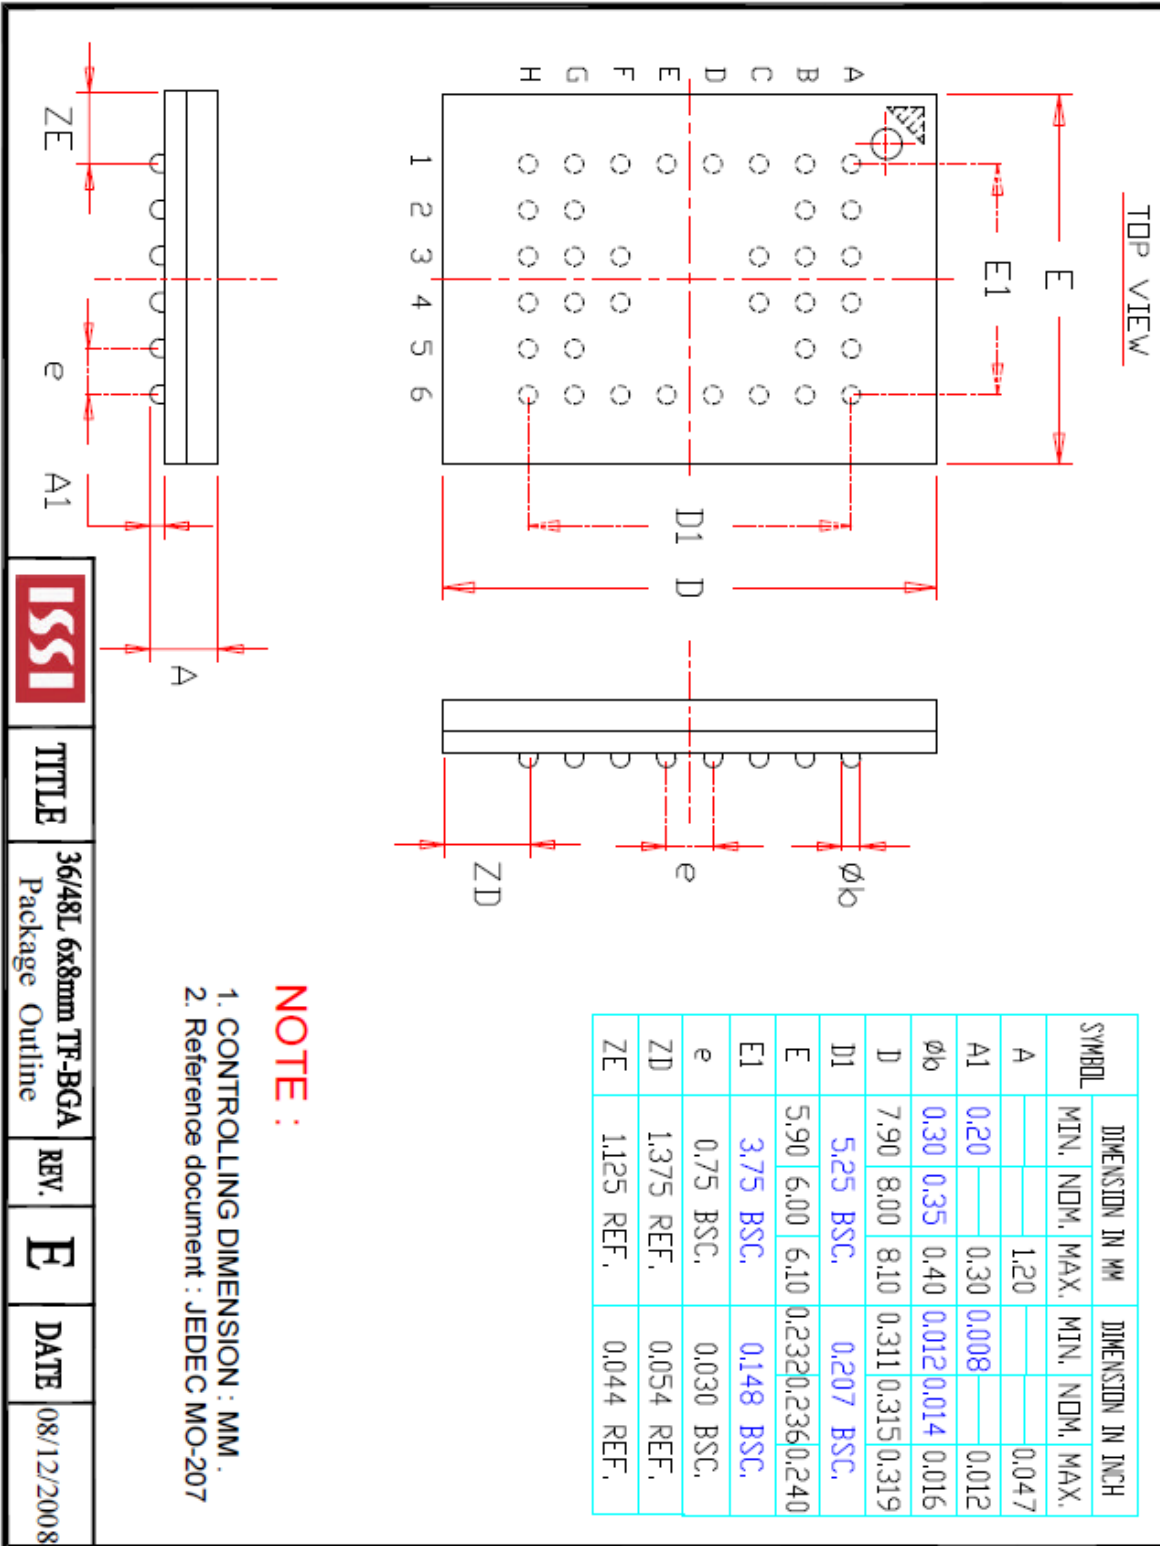 TOP VIEW
A B C D E F G H
1 2 3 4 5 6
E
E1
D1
D
ZE
e
A1
A
Øb
e
ZD
SYMBOL DIMENSION IN MM DIMENSION IN INCH
MIN. NOM. MAX. MIN. NOM. MAX.
A 1.20 0.047
A1 0.20 0.30 0.008 0.012
Øb 0.30 0.35 0.40 0.012 0.014 0.016
D 7.90 8.00 8.10 0.311 0.315 0.319
D1 5.25 BSC. 0.207 BSC.
E 5.90 6.00 6.10 0.232 0.236 0.240
E1 3.75 BSC. 0.148 BSC.
e 0.75 BSC. 0.030 BSC.
ZD 1.375 REF. 0.054 REF.
ZE 1.125 REF. 0.044 REF.
NOTE :
1. CONTROLLING DIMENSION : MM .
2. Reference document : JEDEC MO-207
ISSI
TITLE
36/48L 6x8mm TF-BGA
Package Outline
REV.
E
DATE
08/12/2008